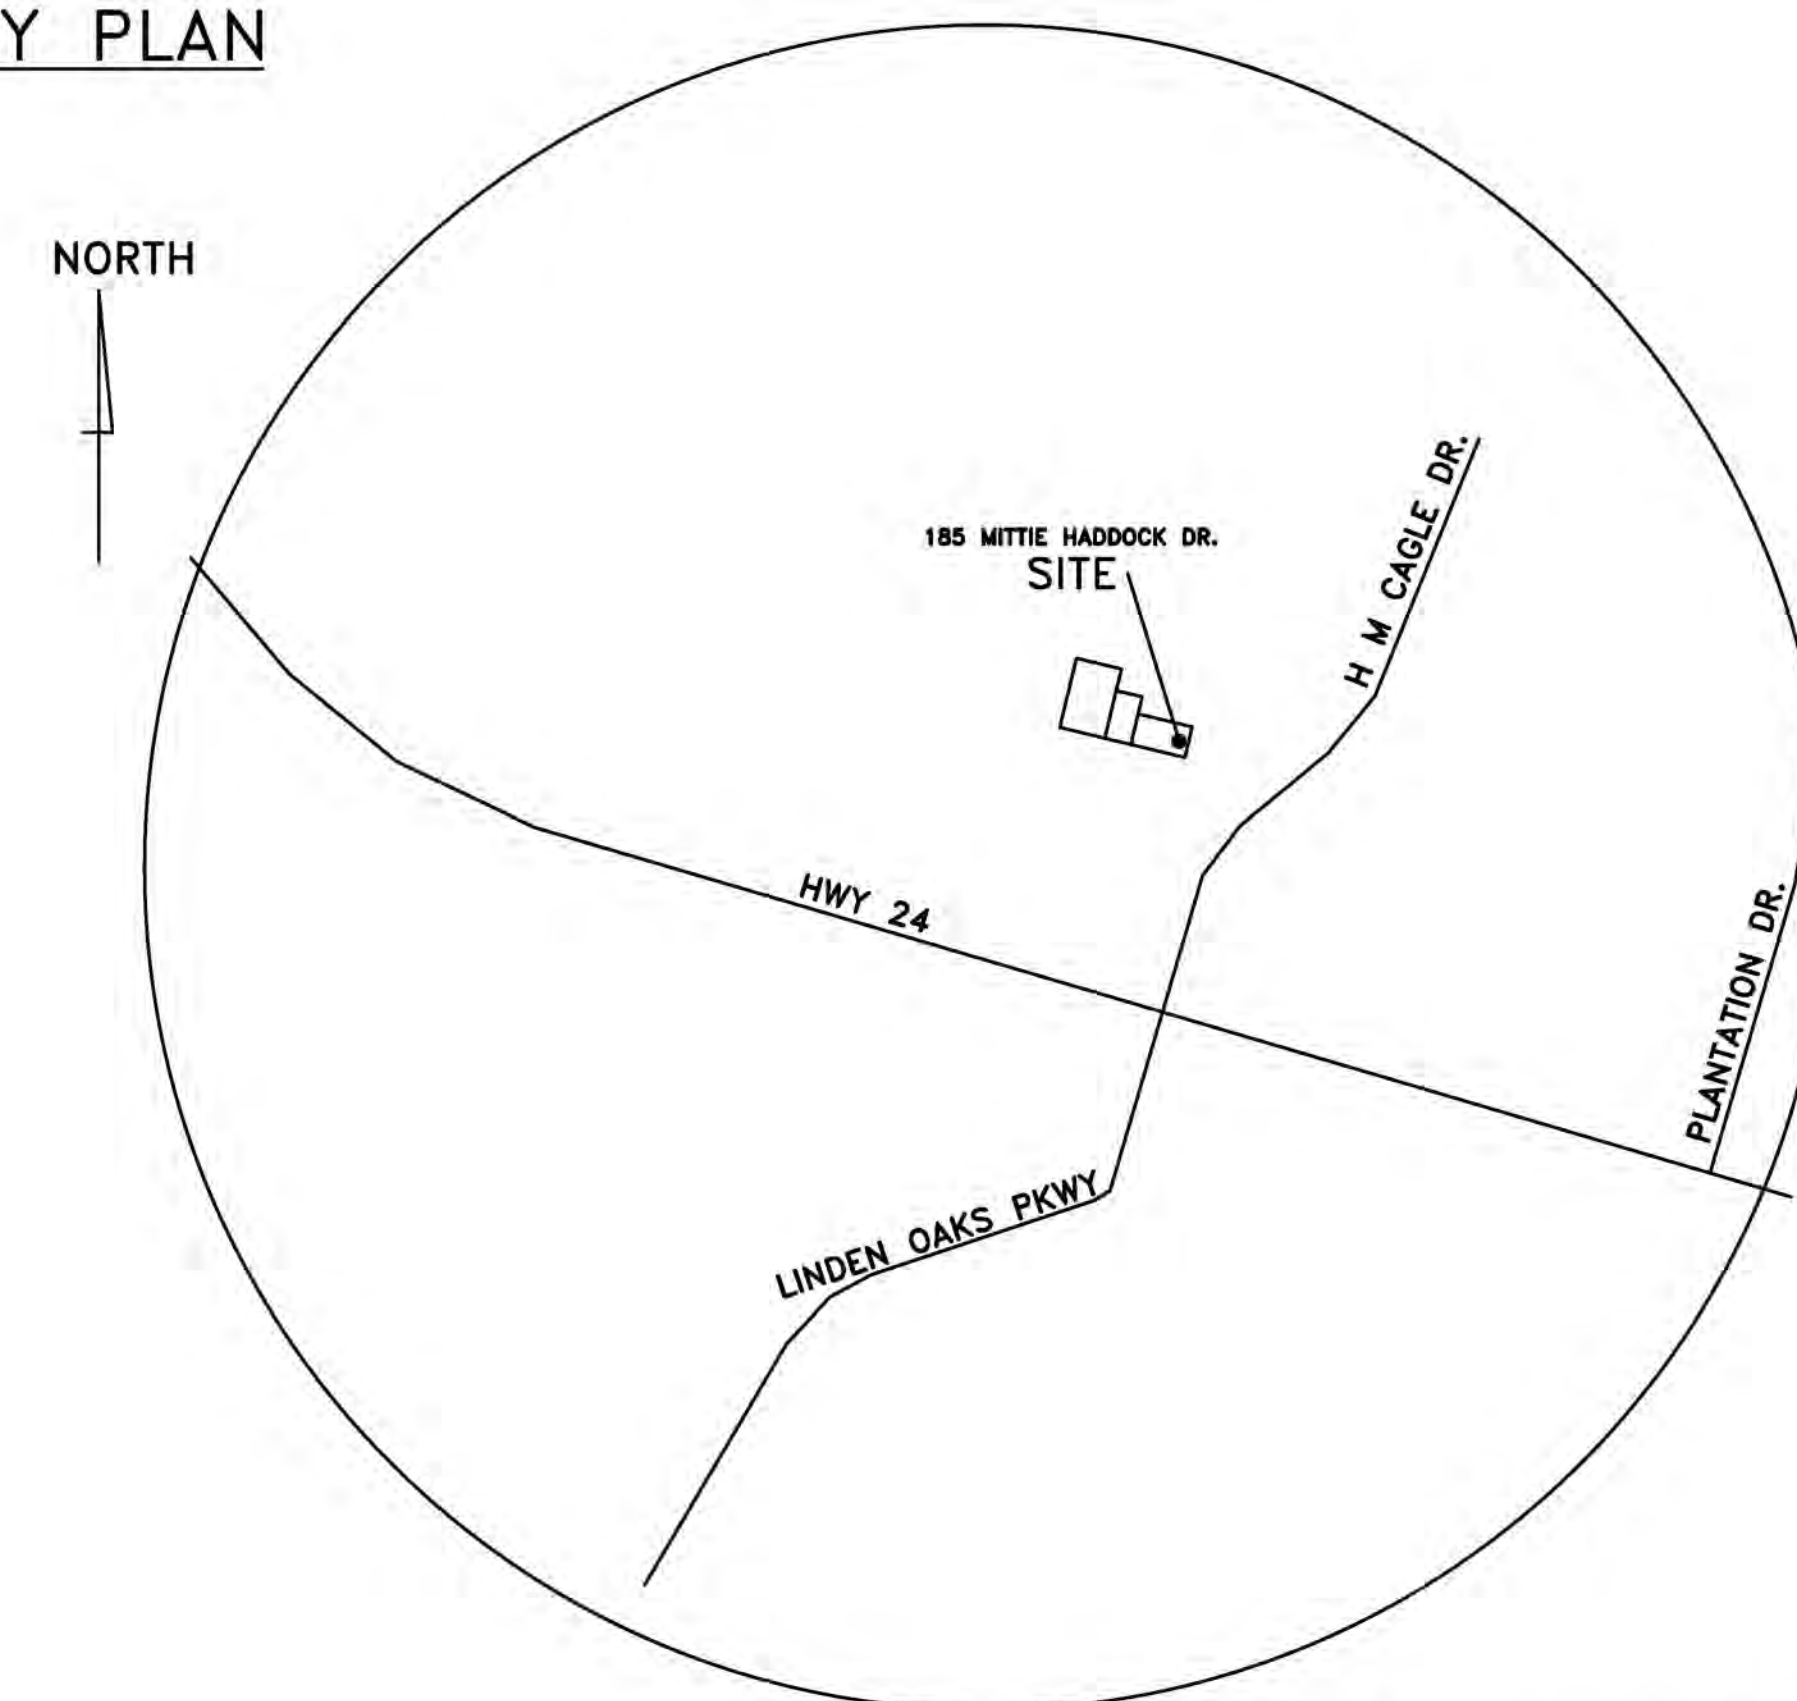 Y PLAN
NORTH
185 MITTIE HADDOCK DR.
SITE
H M CAGLE DR.
HWY 24
PLANTATION DR.
LINDEN OAKS PKWY